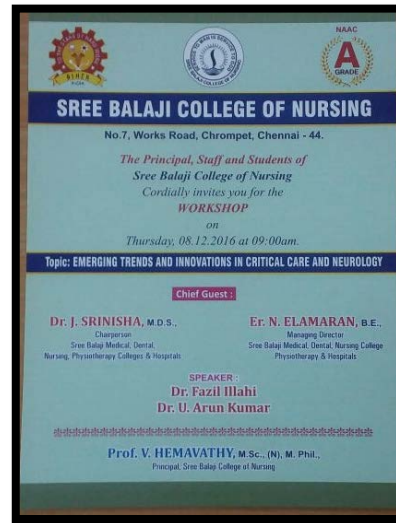 NAAC
A
GRADE
BIHER
SREE BALAJI COLLEGE OF NURSING
No.7, Works Road, Chrompet, Chennai - 44.
The Principal, Staff and Students of
Sree Balaji College of Nursing
Cordially invites you for the
WORKSHOP
on
Thursday, 08.12.2016 at 09:00am.
Topic: EMERGING TRENDS AND INNOVATIONS IN CRITICAL CARE AND NEUROLOGY
Chief Guest :
Dr. J. SRINISHA, M.D.S.,
Chairperson
Sree Balaji Medical, Dental,
Nursing, Physiotherapy Colleges & Hospitals
Er. N. ELAMARAN, B.E.,
Managing Director
Sree Balaji Medical, Dental, Nursing College
Physiotherapy & Hospitals
SPEAKER :
Dr. Fazil Illahi
Dr. U. Arun Kumar
Prof. V. HEMAVATHY, M.Sc., (N), M. Phil.,
Principal, Sree Balaji College of Nursing